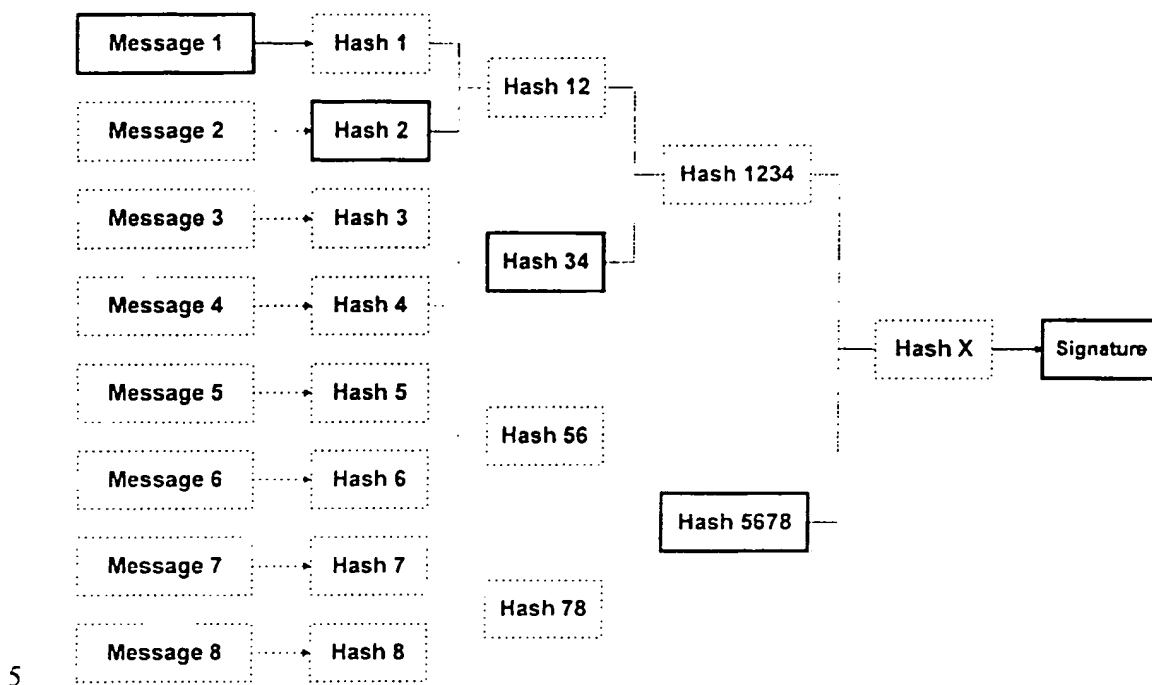 Message 1
Hash 1
Hash 12
Message 2
Hash 2
Hash 1234
Message 3
Hash 3
Hash 34
Message 4
Hash 4
Hash X
Signature
Message 5
Hash 5
Hash 56
Message 6
Hash 6
Hash 5678
Message 7
Hash 7
Hash 78
Message 8
Hash 8
5